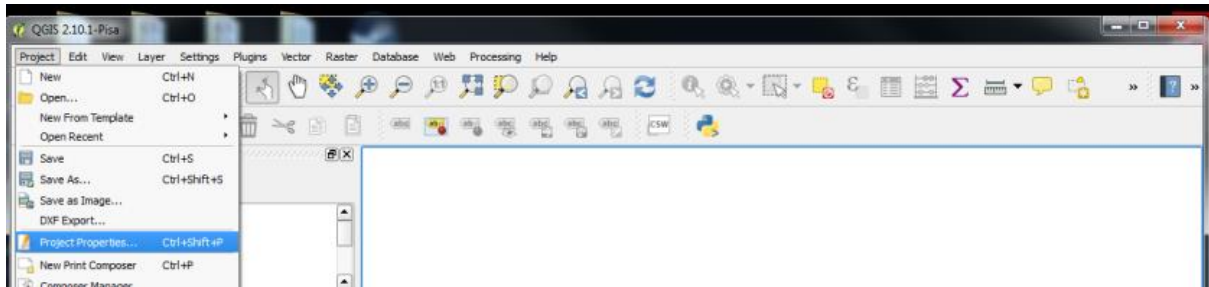 QGIS 2.10.1-Pisa
Project Edit View Layer Settings Plugins Vector Raster Database Web Processing Help
New Ctrl+N
Open... Ctrl+O
New From Template
Open Recent
Save Ctrl+S
Save As... Ctrl+Shift+S
Save as Image...
DXF Export...
Project Properties... Ctrl+Shift+P
New Print Composer Ctrl+P
Composer Manager
CSW